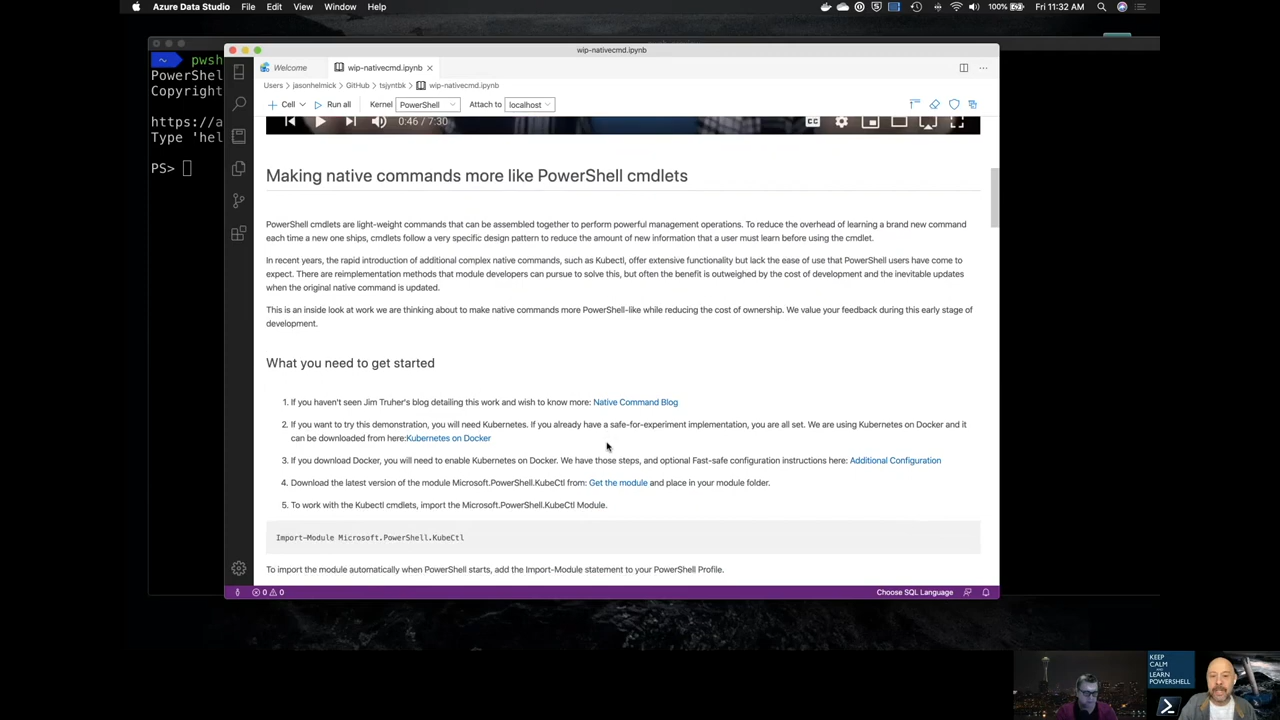 Azure Data Studio File Edit View Window Help 100% Fri 11:32 AM
wip-nativecmd.ipynb
~ pwsh
PowerShel
Copyright
https://a
Type 'hel
PS>
Welcome wip-nativecmd.ipynb
Users > jasonhelmick > GitHub > tsjyntbk > wip-nativecmd.ipynb
Cell Run all Kernel PowerShell Attach to localhost
0:46 / 7:30 CC
Making native commands more like PowerShell cmdlets
PowerShell cmdlets are light-weight commands that can be assembled together to perform powerful management operations. To reduce the overhead of learning a brand new command
each time a new one ships, cmdlets follow a very specific design pattern to reduce the amount of new information that a user must learn before using the cmdlet.
In recent years, the rapid introduction of additional complex native commands, such as Kubectl, offer extensive functionality but lack the ease of use that PowerShell users have come to
expect. There are reimplementation methods that module developers can pursue to solve this, but often the benefit is outweighed by the cost of development and the inevitable updates
when the original native command is updated.
This is an inside look at work we are thinking about to make native commands more PowerShell-like while reducing the cost of ownership. We value your feedback during this early stage of
development.
What you need to get started
1. If you haven't seen Jim Truher's blog detailing this work and wish to know more: Native Command Blog
2. If you want to try this demonstration, you will need Kubernetes. If you already have a safe-for-experiment implementation, you are all set. We are using Kubernetes on Docker and it
can be downloaded from here:Kubernetes on Docker
3. If you download Docker, you will need to enable Kubernetes on Docker. We have those steps, and optional Fast-safe configuration instructions here: Additional Configuration
4. Download the latest version of the module Microsoft.PowerShell.KubeCtl from: Get the module and place in your module folder.
5. To work with the Kubectl cmdlets, import the Microsoft.PowerShell.KubeCtl Module.
Import-Module Microsoft.PowerShell.KubeCtl
To import the module automatically when PowerShell starts, add the Import-Module statement to your PowerShell Profile.
0 0 Choose SQL Language
KEEP
CALM
AND
LEARN
POWERSHELL